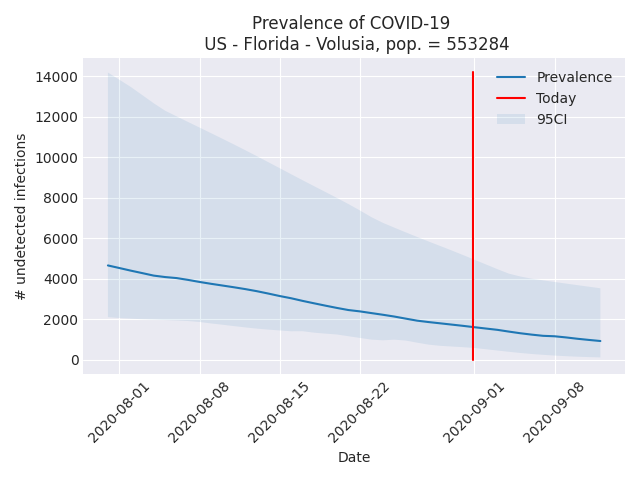 Prevalence of COVID-19
US - Florida - Volusia, pop. = 553284
Prevalence
Today
95CI
# undetected infections
14000
12000
10000
8000
6000
4000
2000
0
2020-08-01
2020-08-08
2020-08-15
2020-08-22
2020-09-01
2020-09-08
Date